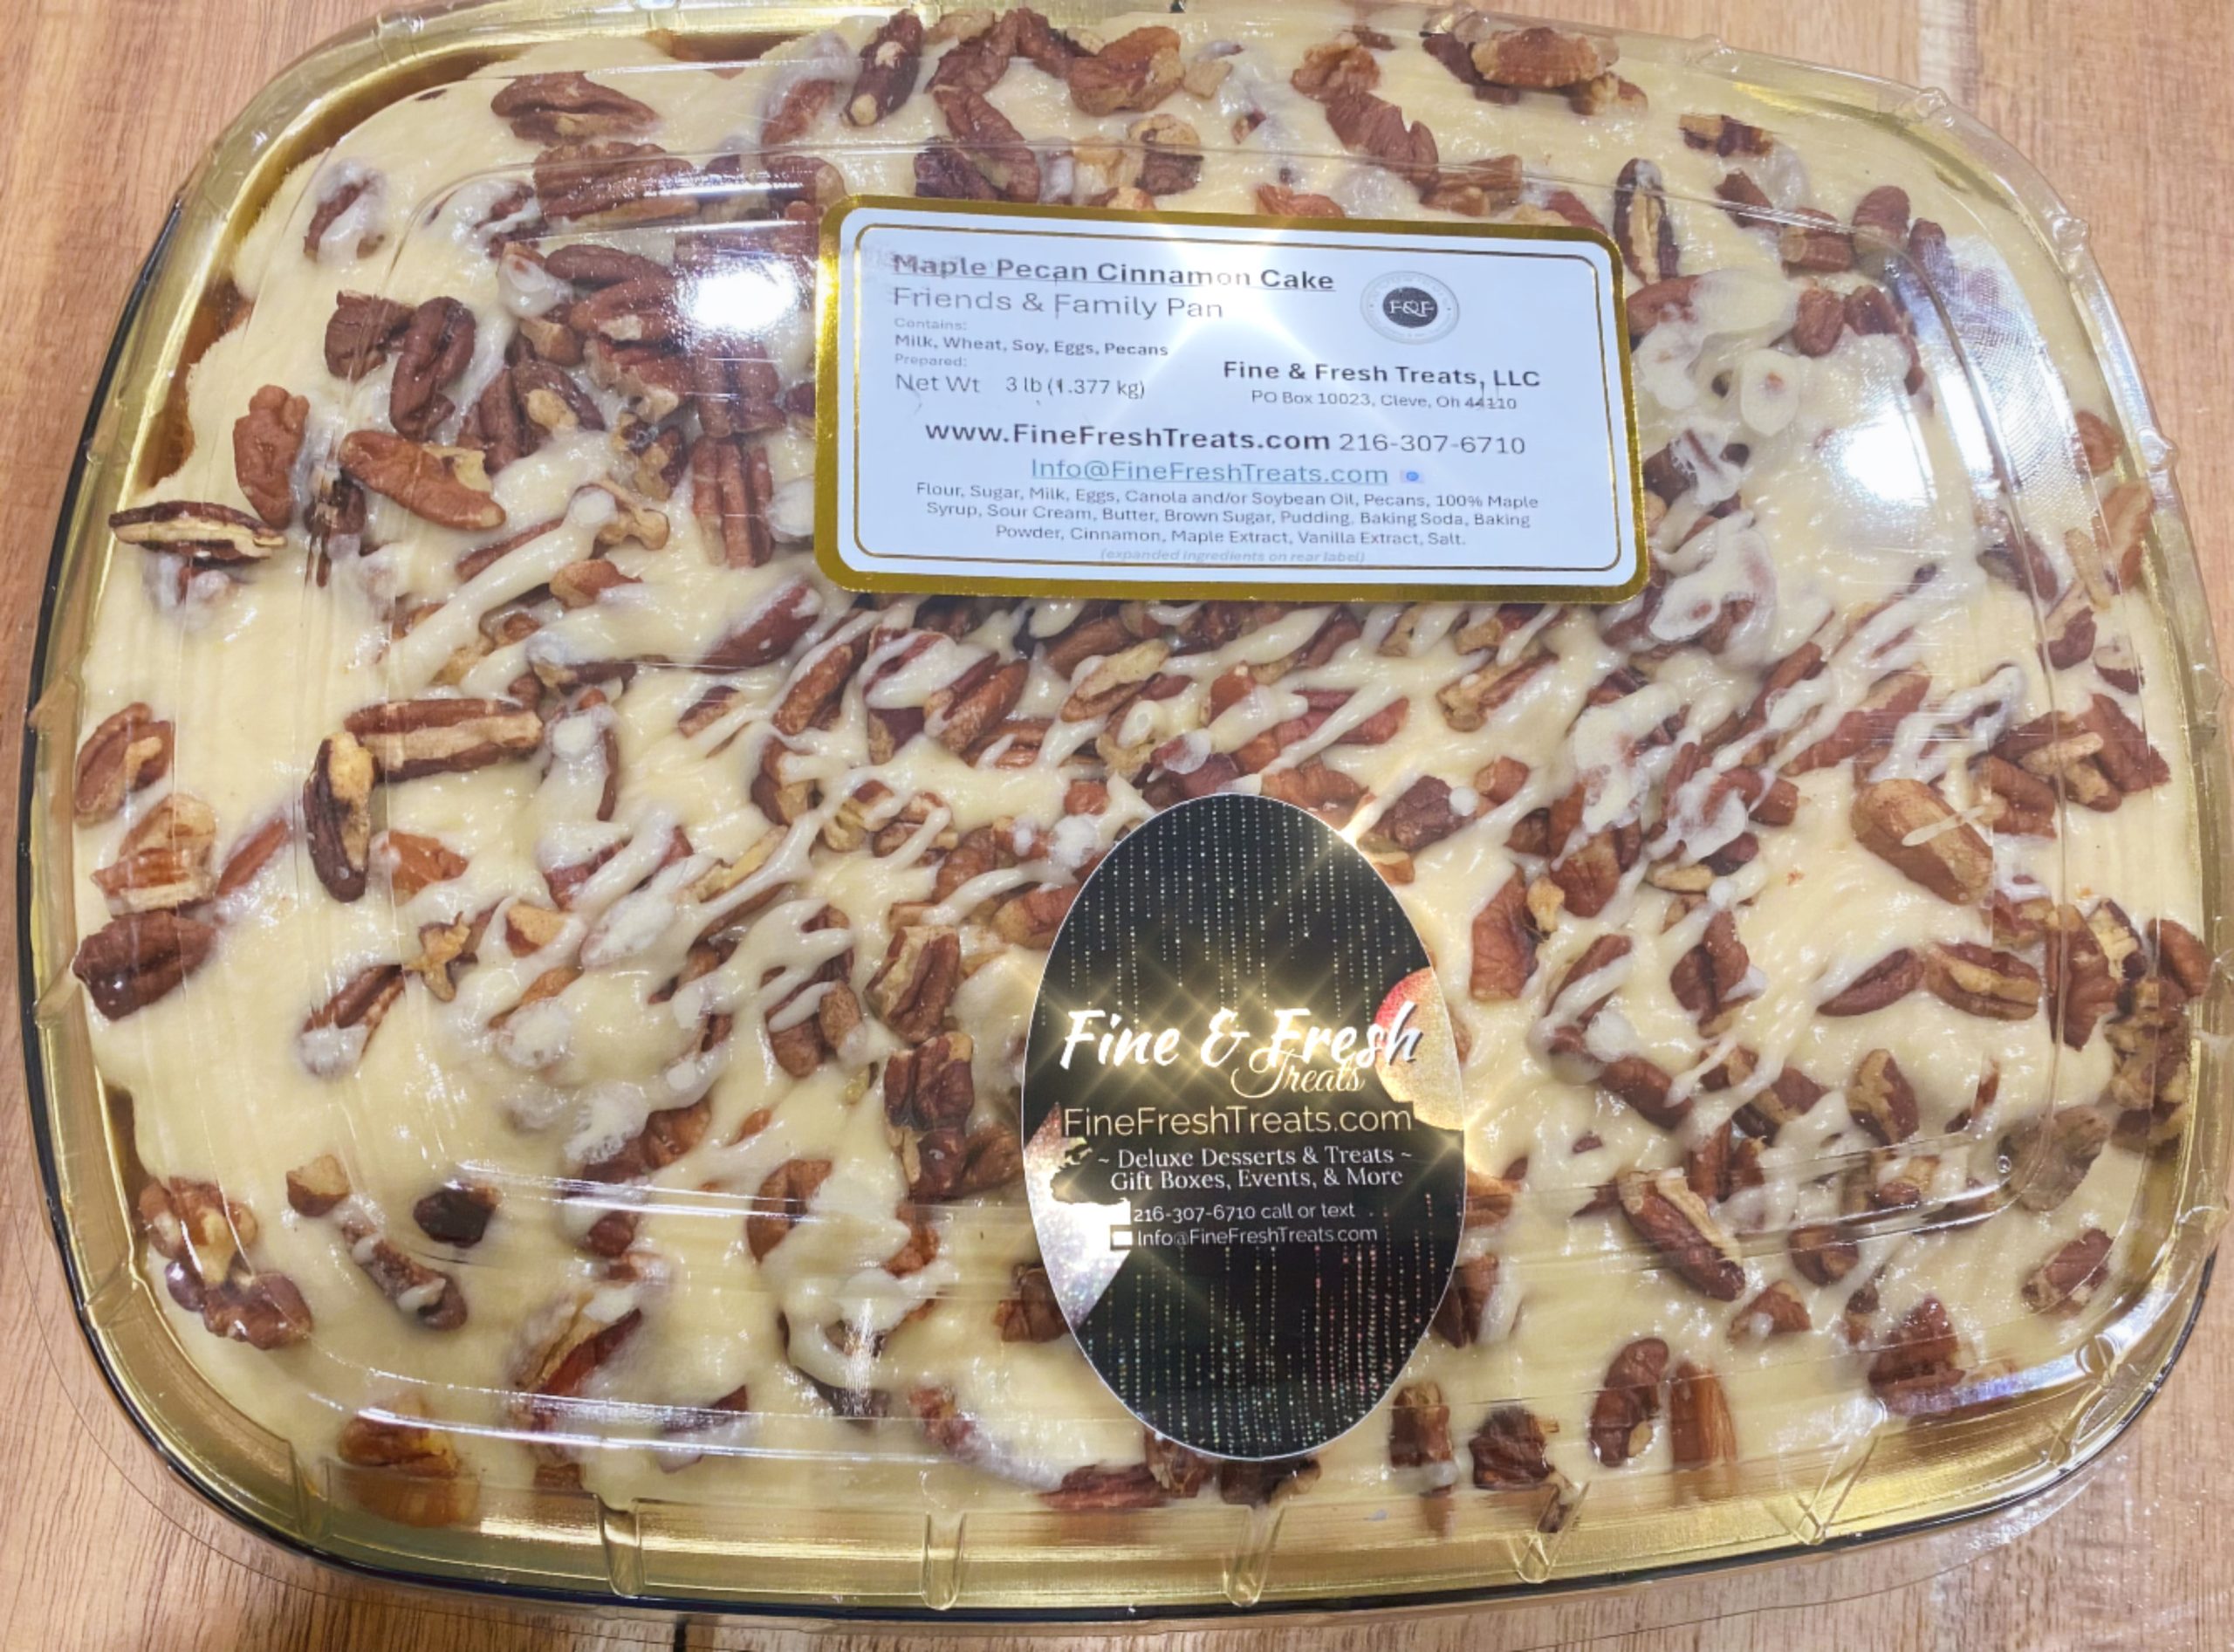 Maple Pecan Cinnamon Cake
Friends & Family Pan
F&F
Contains:
Milk, Wheat, Soy, Eggs, Pecans
Prepared:
Net Wt 3 lb (1.377 kg)
Fine & Fresh Treats, LLC
PO Box 10023, Cleve, Oh 44110
www.FineFreshTreats.com 216-307-6710
Info@FineFreshTreats.com
Flour, Sugar, Milk, Eggs, Canola and/or Soybean Oil, Pecans, 100% Maple
Syrup, Sour Cream, Butter, Brown Sugar, Pudding, Baking Soda, Baking
Powder, Cinnamon, Maple Extract, Vanilla Extract, Salt.
(expanded ingredients on rear label)
Fine & Fresh
Treats
FineFreshTreats.com
~ Deluxe Desserts & Treats ~
Gift Boxes, Events, & More
216-307-6710 call or text
Info@FineFreshTreats.com